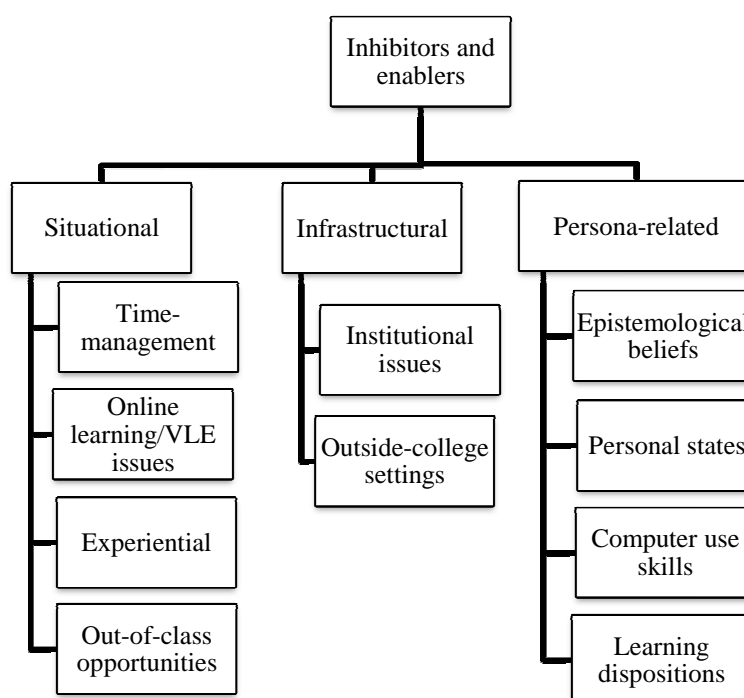 Inhibitors and
enablers
Situational
Infrastructural
Persona-related
Time-
management
Online
learning/VLE
issues
Experiential
Out-of-class
opportunities
Institutional
issues
Outside-college
settings
Epistemological
beliefs
Personal states
Computer use
skills
Learning
dispositions